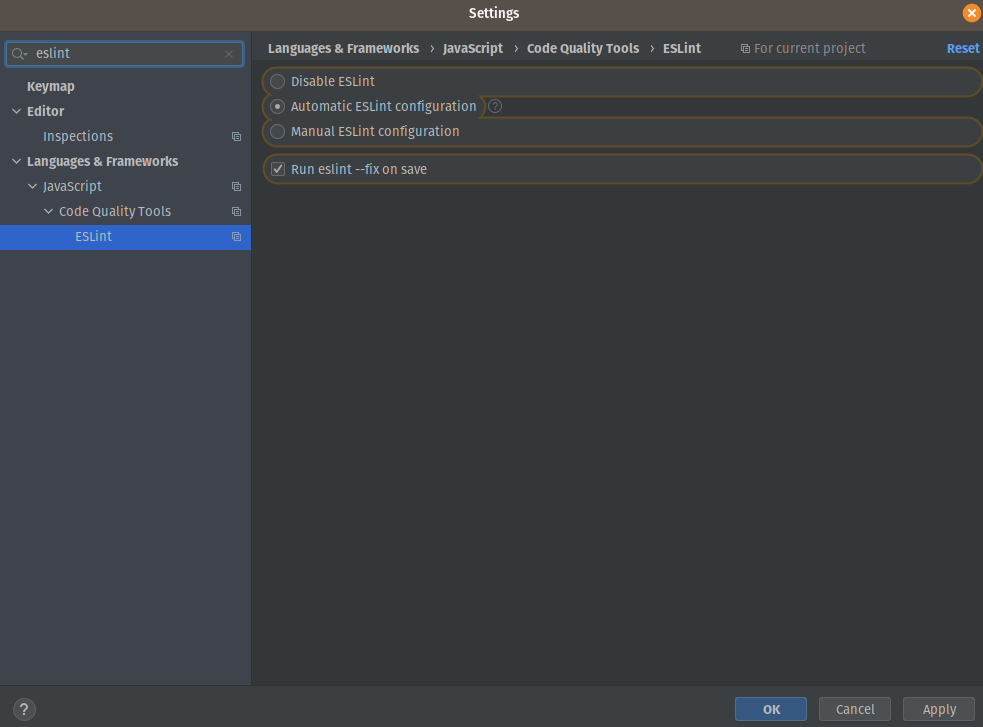 Settings
eslint
Keymap
Editor
Inspections
Languages & Frameworks
JavaScript
Code Quality Tools
ESLint
Languages & Frameworks › JavaScript › Code Quality Tools › ESLint For current project Reset
Disable ESLint
Automatic ESLint configuration ?
Manual ESLint configuration
Run eslint --fix on save
? OK Cancel Apply